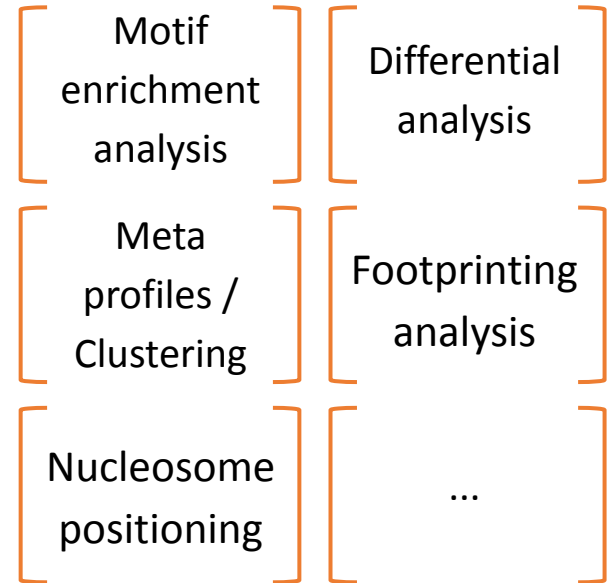 Motif
enrichment
analysis
Differential
analysis
Meta
profiles /
Clustering
Footprinting
analysis
Nucleosome
positioning
...